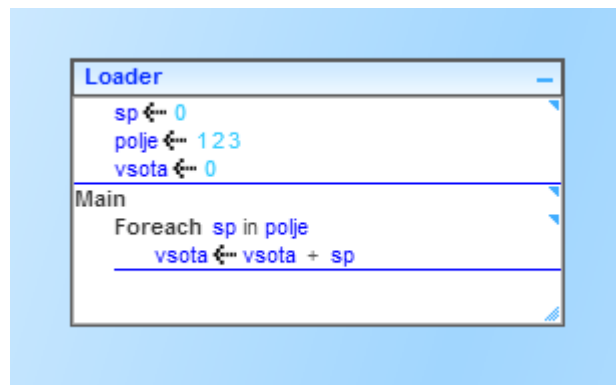 Loader
sp ⇠ 0
polje ⇠ 1 2 3
vsota ⇠ 0
Main
Foreach sp in polje
vsota ⇠ vsota + sp